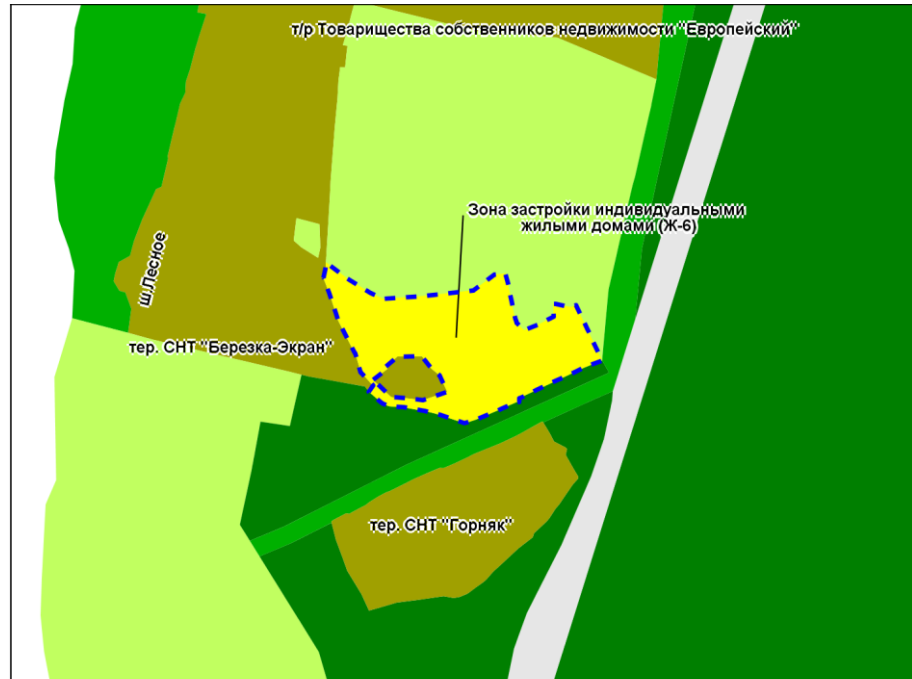 т/р Товарищества собственников недвижимости "Европейский"
Зона застройки индивидуальными
жилыми домами (Ж-6)
ш.Лесное
тер. СНТ "Березка-Экран"
тер. СНТ "Горняк"